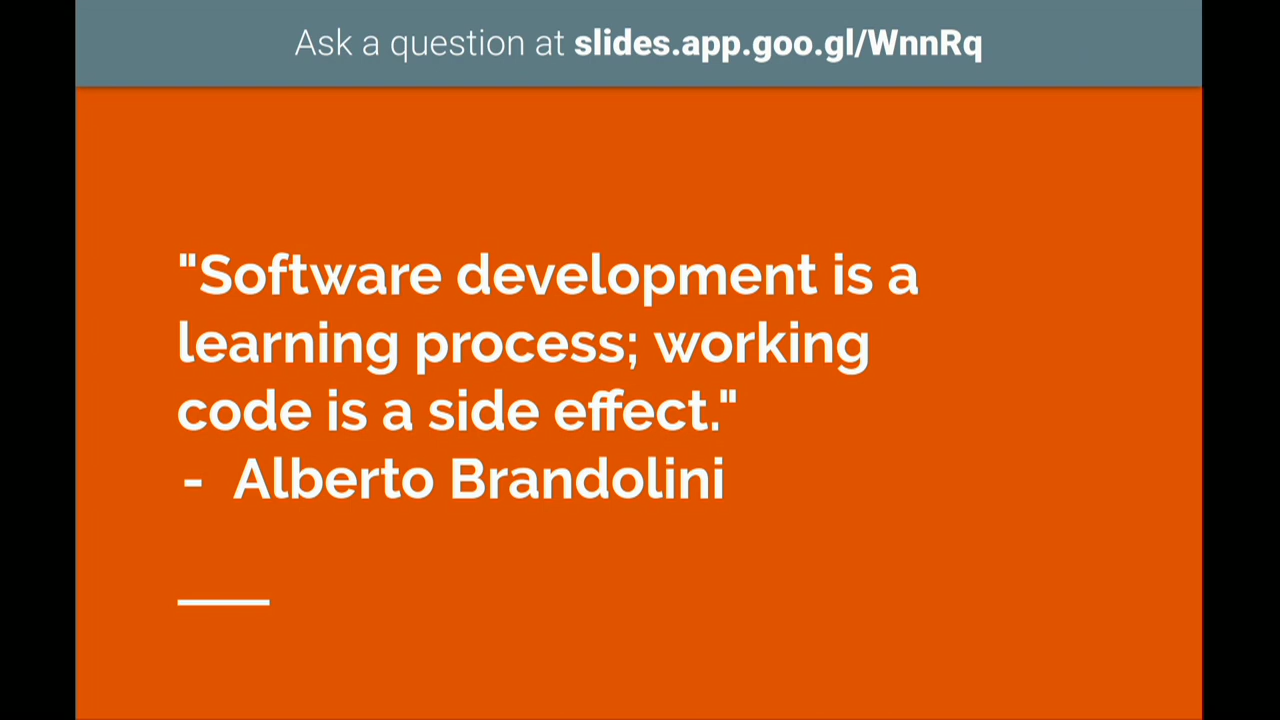 Ask a question at slides.app.goo.gl/WnnRq
"Software development is a
learning process; working
code is a side effect."
- Alberto Brandolini